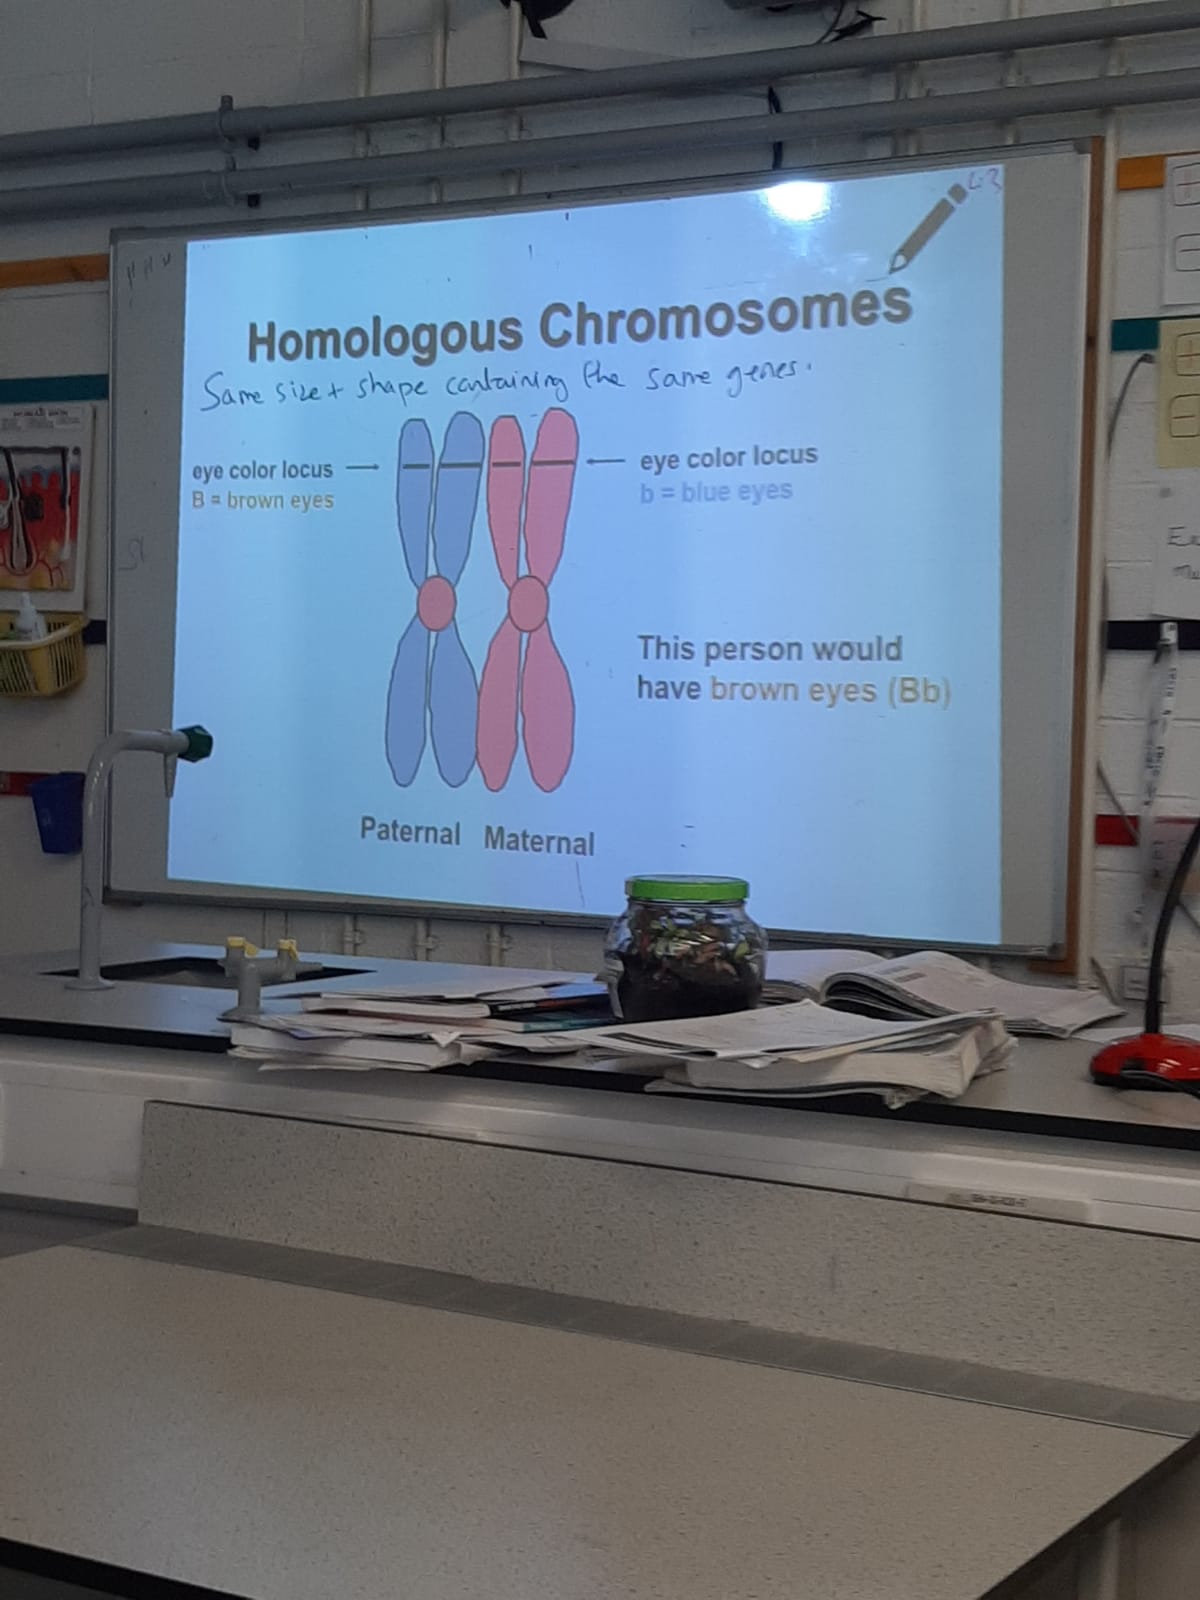 Homologous Chromosomes
Same size + shape containing the same genes.
eye color locus
B = brown eyes
eye color locus
b = blue eyes
This person would
have brown eyes (Bb)
Paternal Maternal